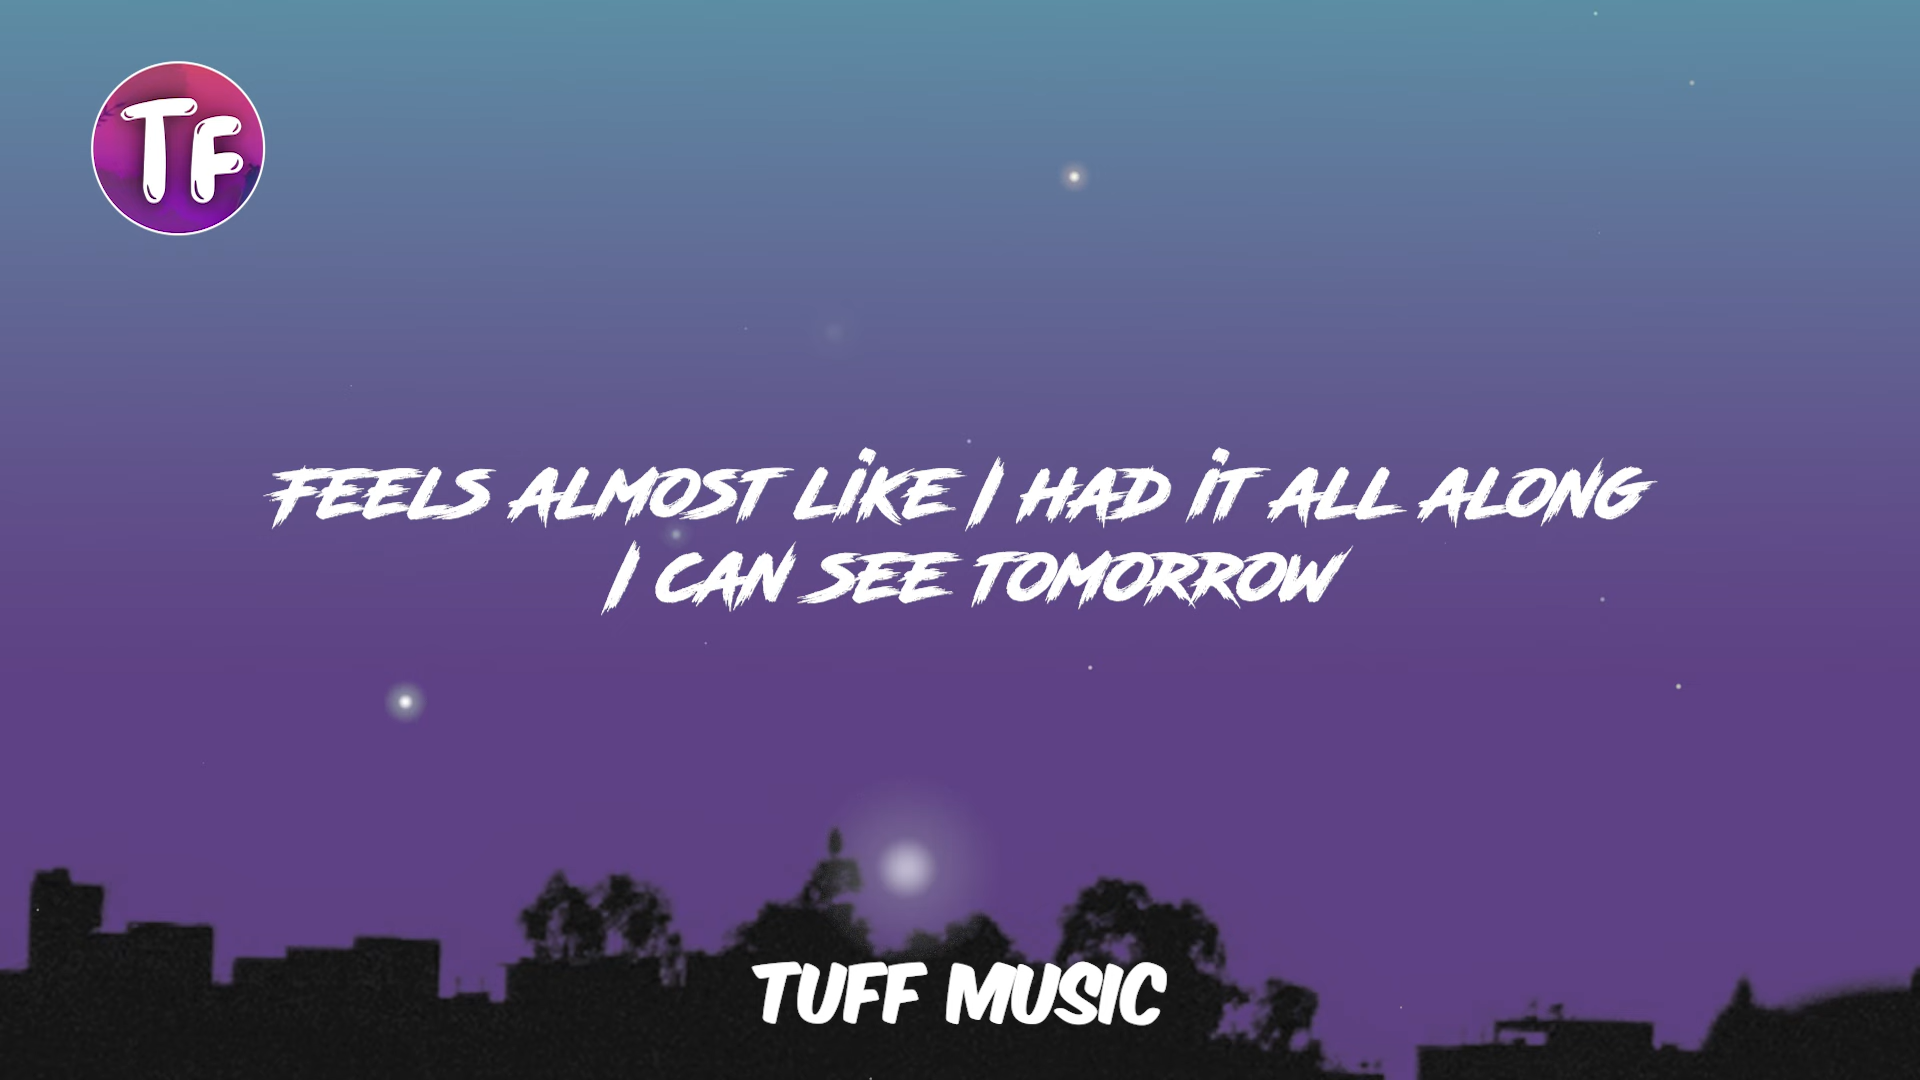 TF
FEELS ALMOST LIKE I HAD IT ALL ALONG
I CAN SEE TOMORROW
TUFF MUSIC